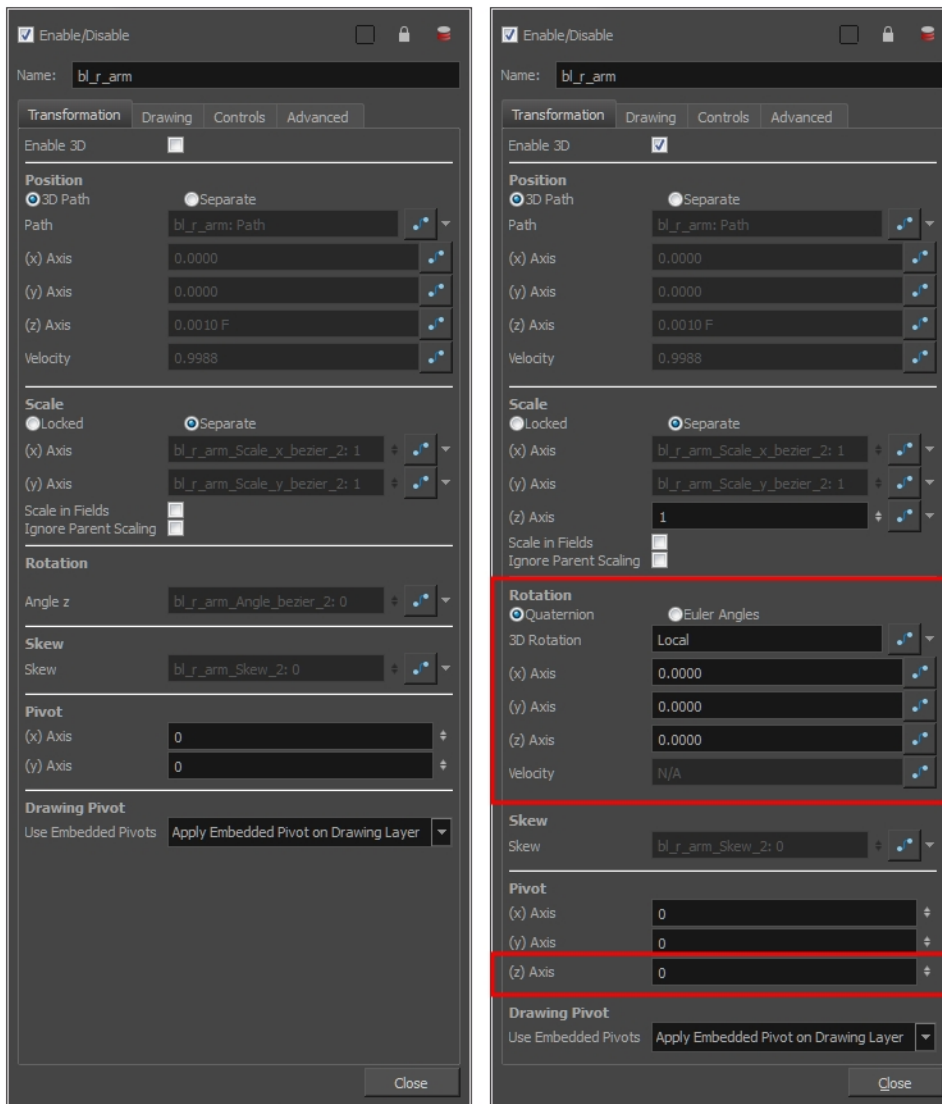 Enable/Disable
Name: bl_r_arm
Transformation Drawing Controls Advanced
Enable 3D
Position
3D Path Separate
Path bl_r_arm: Path
(x) Axis 0.0000
(y) Axis 0.0000
(z) Axis 0.0010 F
Velocity 0.9988
Scale
Locked Separate
(x) Axis bl_r_arm_Scale_x_bezier_2: 1
(y) Axis bl_r_arm_Scale_y_bezier_2: 1
Scale in Fields
Ignore Parent Scaling
Rotation
Angle z bl_r_arm_Angle_bezier_2: 0
Skew
Skew bl_r_arm_Skew_2: 0
Pivot
(x) Axis 0
(y) Axis 0
Drawing Pivot
Use Embedded Pivots Apply Embedded Pivot on Drawing Layer
Close
Enable/Disable
Name: bl_r_arm
Transformation Drawing Controls Advanced
Enable 3D
Position
3D Path Separate
Path bl_r_arm: Path
(x) Axis 0.0000
(y) Axis 0.0000
(z) Axis 0.0010 F
Velocity 0.9988
Scale
Locked Separate
(x) Axis bl_r_arm_Scale_x_bezier_2: 1
(y) Axis bl_r_arm_Scale_y_bezier_2: 1
(z) Axis 1
Scale in Fields
Ignore Parent Scaling
Rotation
Quaternion Euler Angles
3D Rotation Local
(x) Axis 0.0000
(y) Axis 0.0000
(z) Axis 0.0000
Velocity N/A
Skew
Skew bl_r_arm_Skew_2: 0
Pivot
(x) Axis 0
(y) Axis 0
(z) Axis 0
Drawing Pivot
Use Embedded Pivots Apply Embedded Pivot on Drawing Layer
Close